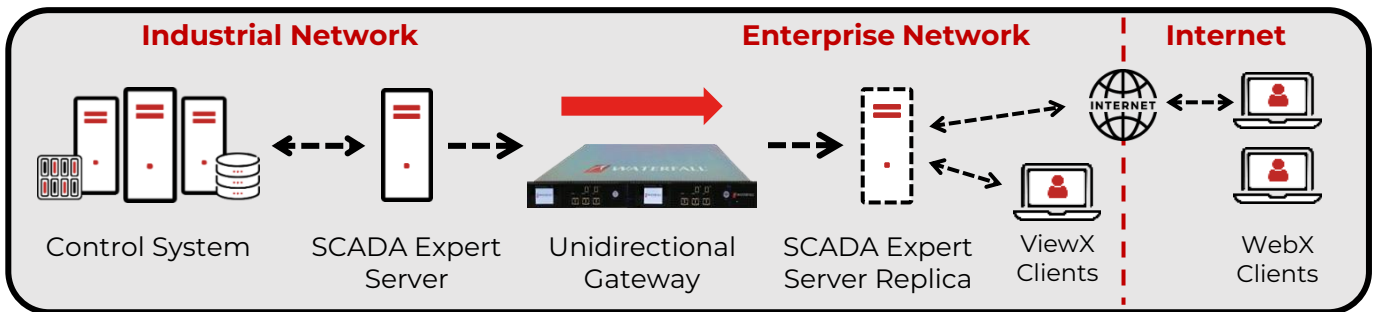 Industrial Network
Enterprise Network
Internet
INTERNET
WATERFALL
Control System
SCADA Expert
Server
Unidirectional
Gateway
SCADA Expert
Server Replica
ViewX
Clients
WebX
Clients